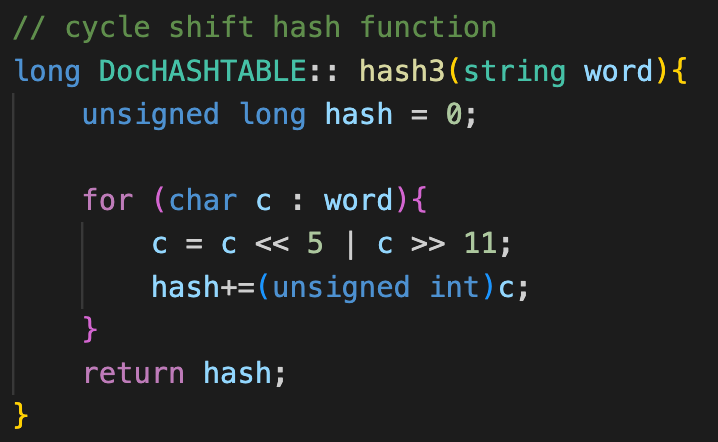 // cycle shift hash function
long DocHASHTABLE:: hash3(string word){
    unsigned long hash = 0;

    for (char c : word){
        c = c << 5 | c >> 11;
        hash+=(unsigned int)c;
    }
    return hash;
}